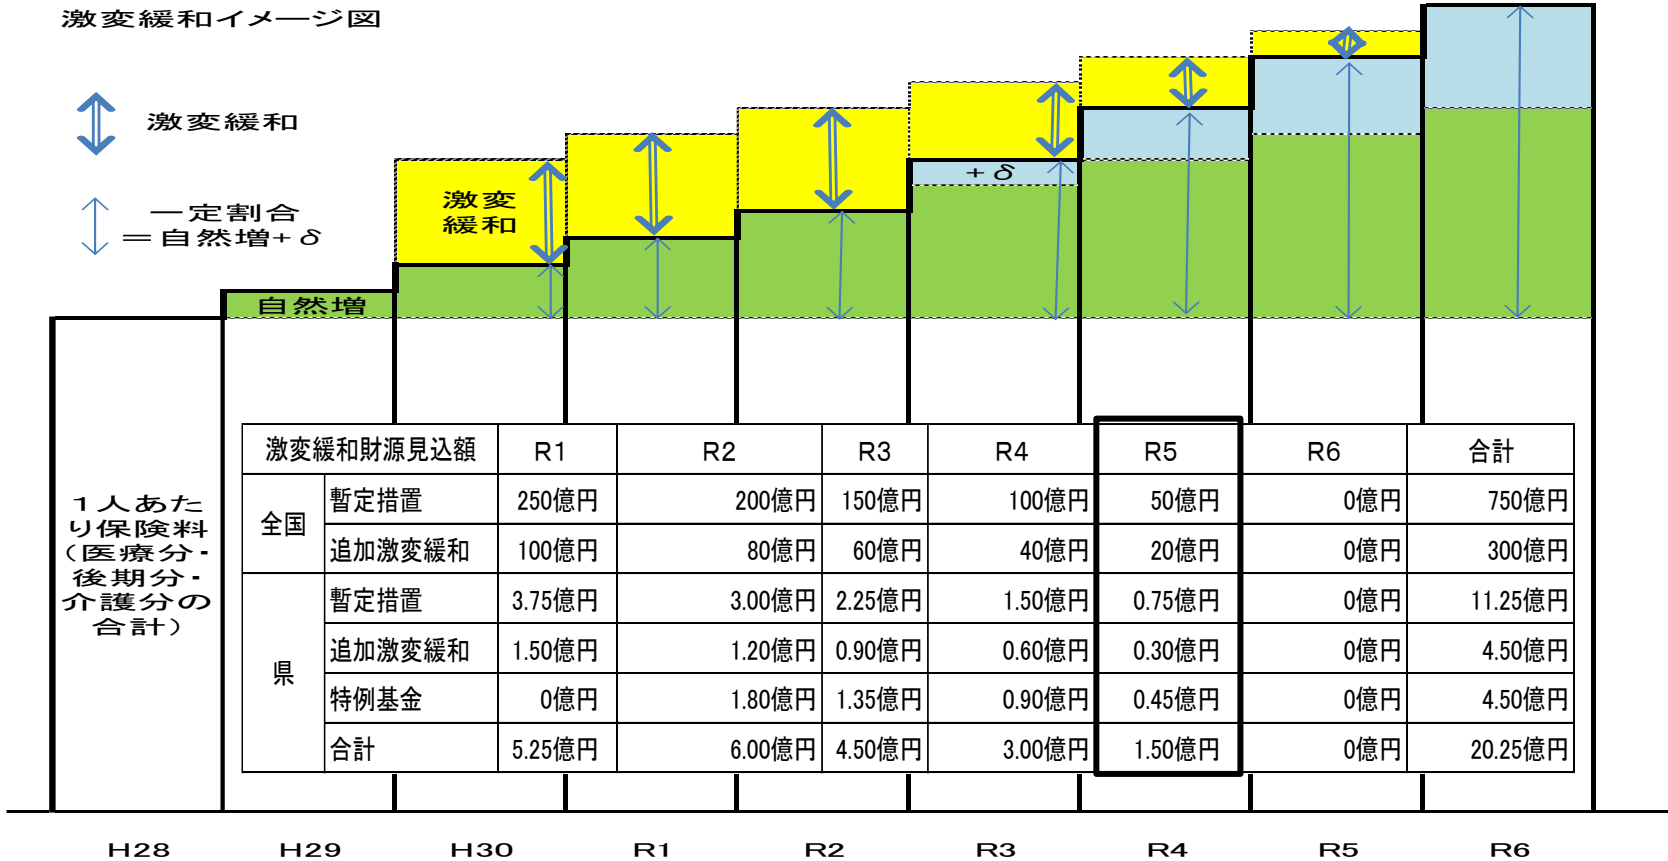 激変緩和イメージ図
激変緩和
一定割合
＝自然増+δ
激変
緩和
自然増
+δ
1人あた
り保険料
(医療分・
後期分・
介護分の
合計)
激変緩和財源見込額 R1 R2 R3 R4 R5 R6 合計
全国 暫定措置 250億円 200億円 150億円 100億円 50億円 0億円 750億円
追加激変緩和 100億円 80億円 60億円 40億円 20億円 0億円 300億円
県 暫定措置 3.75億円 3.00億円 2.25億円 1.50億円 0.75億円 0億円 11.25億円
追加激変緩和 1.50億円 1.20億円 0.90億円 0.60億円 0.30億円 0億円 4.50億円
特例基金 0億円 1.80億円 1.35億円 0.90億円 0.45億円 0億円 4.50億円
合計 5.25億円 6.00億円 4.50億円 3.00億円 1.50億円 0億円 20.25億円
H28 H29 H30 R1 R2 R3 R4 R5 R6